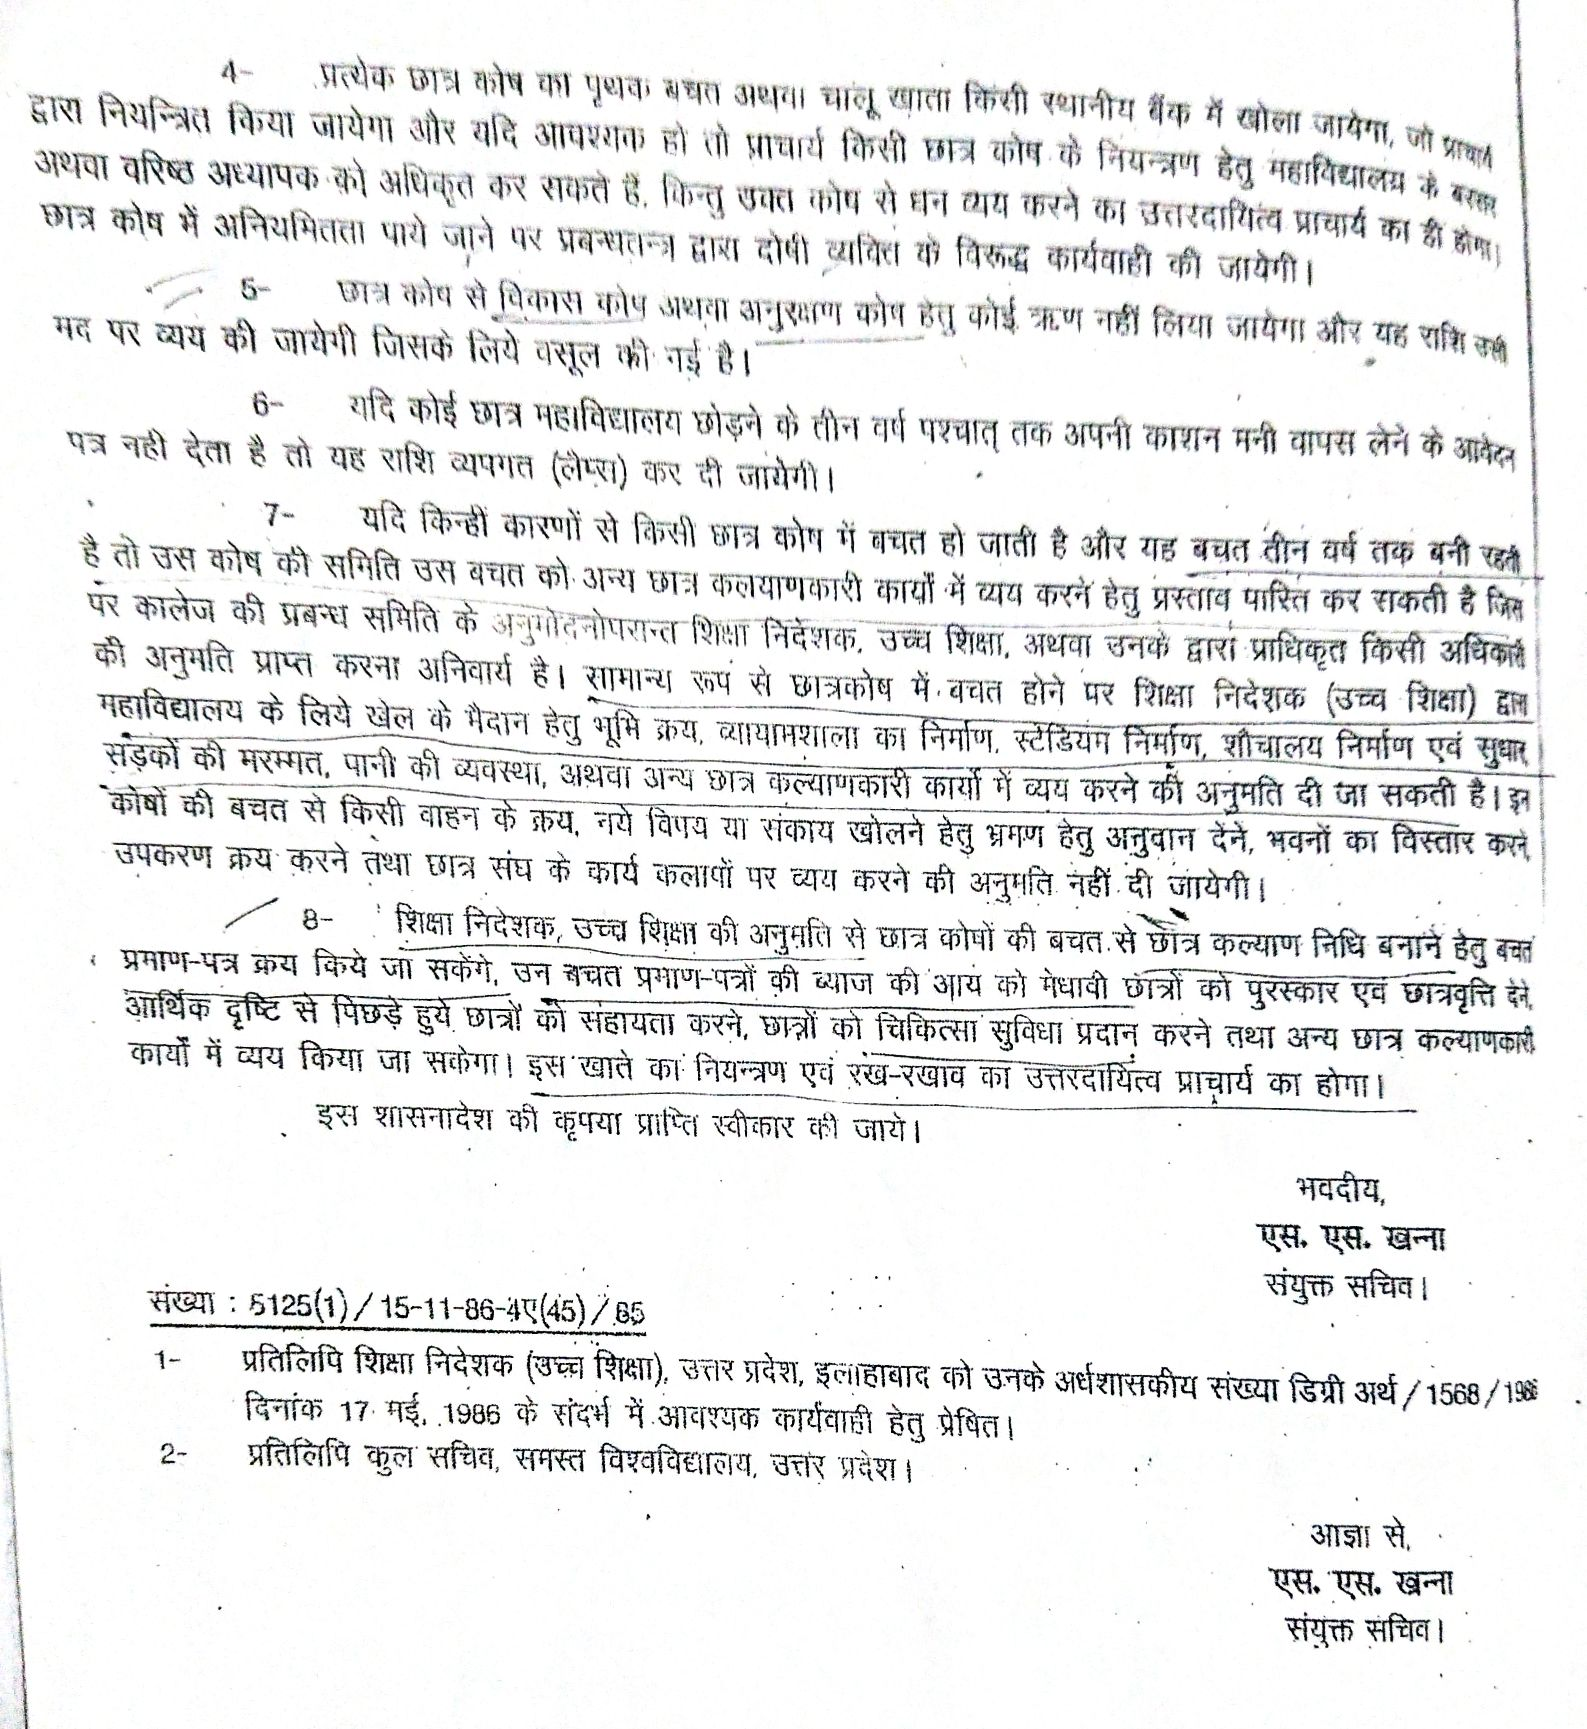 4- प्रत्येक छात्र कोष का पृथक बचत अथवा चालू खाता किसी स्थानीय बैंक में खोला जायेगा, जो प्राचार्य
द्वारा नियन्त्रित किया जायेगा और यदि आवश्यक हो तो प्राचार्य किसी छात्र कोष के नियन्त्रण हेतु महाविद्यालय के बरसर
अथवा वरिष्ठ अध्यापक को अधिकृत कर सकते हैं, किन्तु उक्त कोष से धन व्यय करने का उत्तरदायित्व प्राचार्य का ही होगा।
छात्र कोष में अनियमितता पाये जाने पर प्रबन्धतन्त्र द्वारा दोषी व्यक्ति के विरूद्ध कार्यवाही की जायेगी।
5- छात्र कोष से विकास कोष अथवा अनुरक्षण कोष हेतु कोई ऋण नहीं लिया जायेगा और यह राशि उसी
मद पर व्यय की जायेगी जिसके लिये वसूल की गई है।
6- यदि कोई छात्र महाविद्यालय छोड़ने के तीन वर्ष पश्चात् तक अपनी काशन मनी वापस लेने के आवेदन
पत्र नही देता है तो यह राशि व्यपगत (लैप्स) कर दी जायेगी।
7- यदि किन्हीं कारणों से किसी छात्र कोष में बचत हो जाती है और यह बचत तीन वर्ष तक बनी रहती
है तो उस कोष की समिति उस बचत को अन्य छात्र कलयाणकारी कार्यों में व्यय करने हेतु प्रस्ताव पारित कर सकती है जिस
पर कालेज की प्रबन्ध समिति के अनुमोदनोपरान्त शिक्षा निदेशक, उच्च शिक्षा, अथवा उनके द्वारा प्राधिकृत किसी अधिकारी
की अनुमति प्राप्त करना अनिवार्य है। सामान्य रूप से छात्रकोष में बचत होने पर शिक्षा निदेशक (उच्च शिक्षा) द्वारा
महाविद्यालय के लिये खेल के मैदान हेतु भूमि क्रय, व्यायामशाला का निर्माण, स्टेडियम निर्माण, शौचालय निर्माण एवं सुधार,
सड़कों की मरम्मत, पानी की व्यवस्था, अथवा अन्य छात्र कल्याणकारी कार्यो में व्यय करने की अनुमति दी जा सकती है। इन
कोषों की बचत से किसी वाहन के क्रय, नये विषय या संकाय खोलने हेतु भ्रमण हेतु अनुदान देने, भवनों का विस्तार करने,
उपकरण क्रय करने तथा छात्र संघ के कार्य कलापों पर व्यय करने की अनुमति नहीं दी जायेगी।
8- शिक्षा निदेशक, उच्च शिक्षा की अनुमति से छात्र कोषों की बचत से छात्र कल्याण निधि बनाने हेतु बचत
प्रमाण-पत्र क्रय किये जा सकेंगे, उन बचत प्रमाण-पत्रों की ब्याज की आय को मेधावी छात्रों को पुरस्कार एवं छात्रवृत्ति देने,
आर्थिक दृष्टि से पिछड़े हुये छात्रों को संहायता करने, छात्रों को चिकित्सा सुविधा प्रदान करने तथा अन्य छात्र कल्याणकारी
कार्यों में व्यय किया जा सकेगा। इस खाते का नियन्त्रण एवं रख-रखाव का उत्तरदायित्व प्राचार्य का होगा।
इस शासनादेश की कृपया प्राप्ति स्वीकार की जाये।
भवदीय,
एस. एस. खन्ना
संयुक्त सचिव।
संख्या : 5125(1) / 15-11-86-4ए(45) / 85
1- प्रतिलिपि शिक्षा निदेशक (उच्च शिक्षा), उत्तर प्रदेश, इलाहाबाद को उनके अर्धशासकीय संख्या डिग्री अर्थ / 1568 / 1986
दिनांक 17 मई, 1986 के संदर्भ में आवश्यक कार्यवाही हेतु प्रेषित।
2- प्रतिलिपि कुल सचिव, समस्त विश्वविद्यालय, उत्तर प्रदेश।
आज्ञा से,
एस. एस. खन्ना
संयुक्त सचिव।